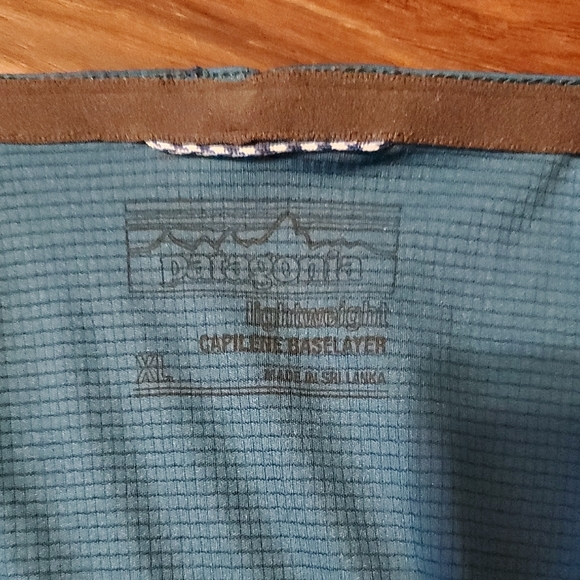 patagonia
lightweight
CAPILENE BASELAYER
XL MADE IN SRI LANKA